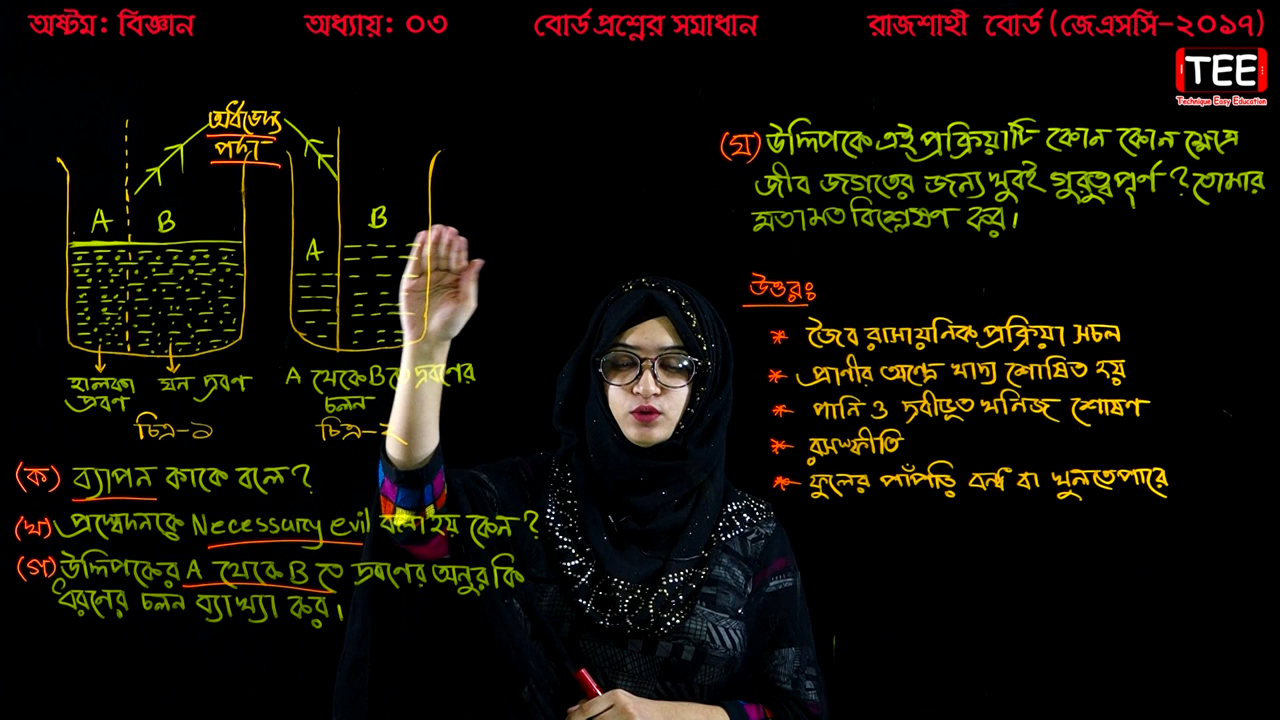 অষ্টম: বিজ্ঞান
অধ্যায়: ০৩
বোর্ড প্রশ্নের সমাধান
রাজশাহী বোর্ড (জেএসসি-২০১৭)
TEE
Technique Easy Education
পর্দা
A B
A B
হালকা দ্রবণ
ঘন দ্রবণ
চিত্র-১
A থেকে B তে দ্রবণের
চলন
চিত্র-২
(ক) ব্যাপন কাকে বলে?
(খ) প্রস্বেদনকে Necessary evil বলা হয় কেন?
(গ) উদ্দিপকের A থেকে B তে দ্রবণের অনুর কি
ধরণের চলন ব্যাখ্যা কর।
(ঘ) উদ্দিপকে এই প্রক্রিয়াটি কোন কোন ক্ষেত্রে
জীব জগতের জন্য খুবই গুরুত্বপূর্ণ? তোমার
মতামত বিশ্লেষণ কর।
উত্তরঃ
* জৈব রাসায়নিক প্রক্রিয়া সচল
* প্রাণীর অন্ত্রে খাদ্য শোষিত হয়
* পানি ও দ্রবীভূত খনিজ শোষণ
* রসস্ফীতি
* ফুলের পাঁপড়ি বন্ধ বা খুলতে পারে